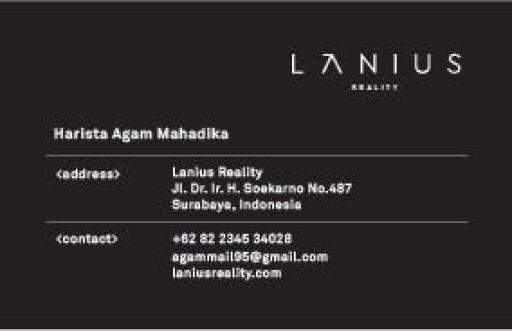 LANIUS
REALITY
Harista Agam Mahadika
<address> Lanius Reality
Jl. Dr. Ir. H. Soekarno No.487
Surabaya, Indonesia
<contact> +62 82 2345 34028
agammail95@gmail.com
laniusreality.com